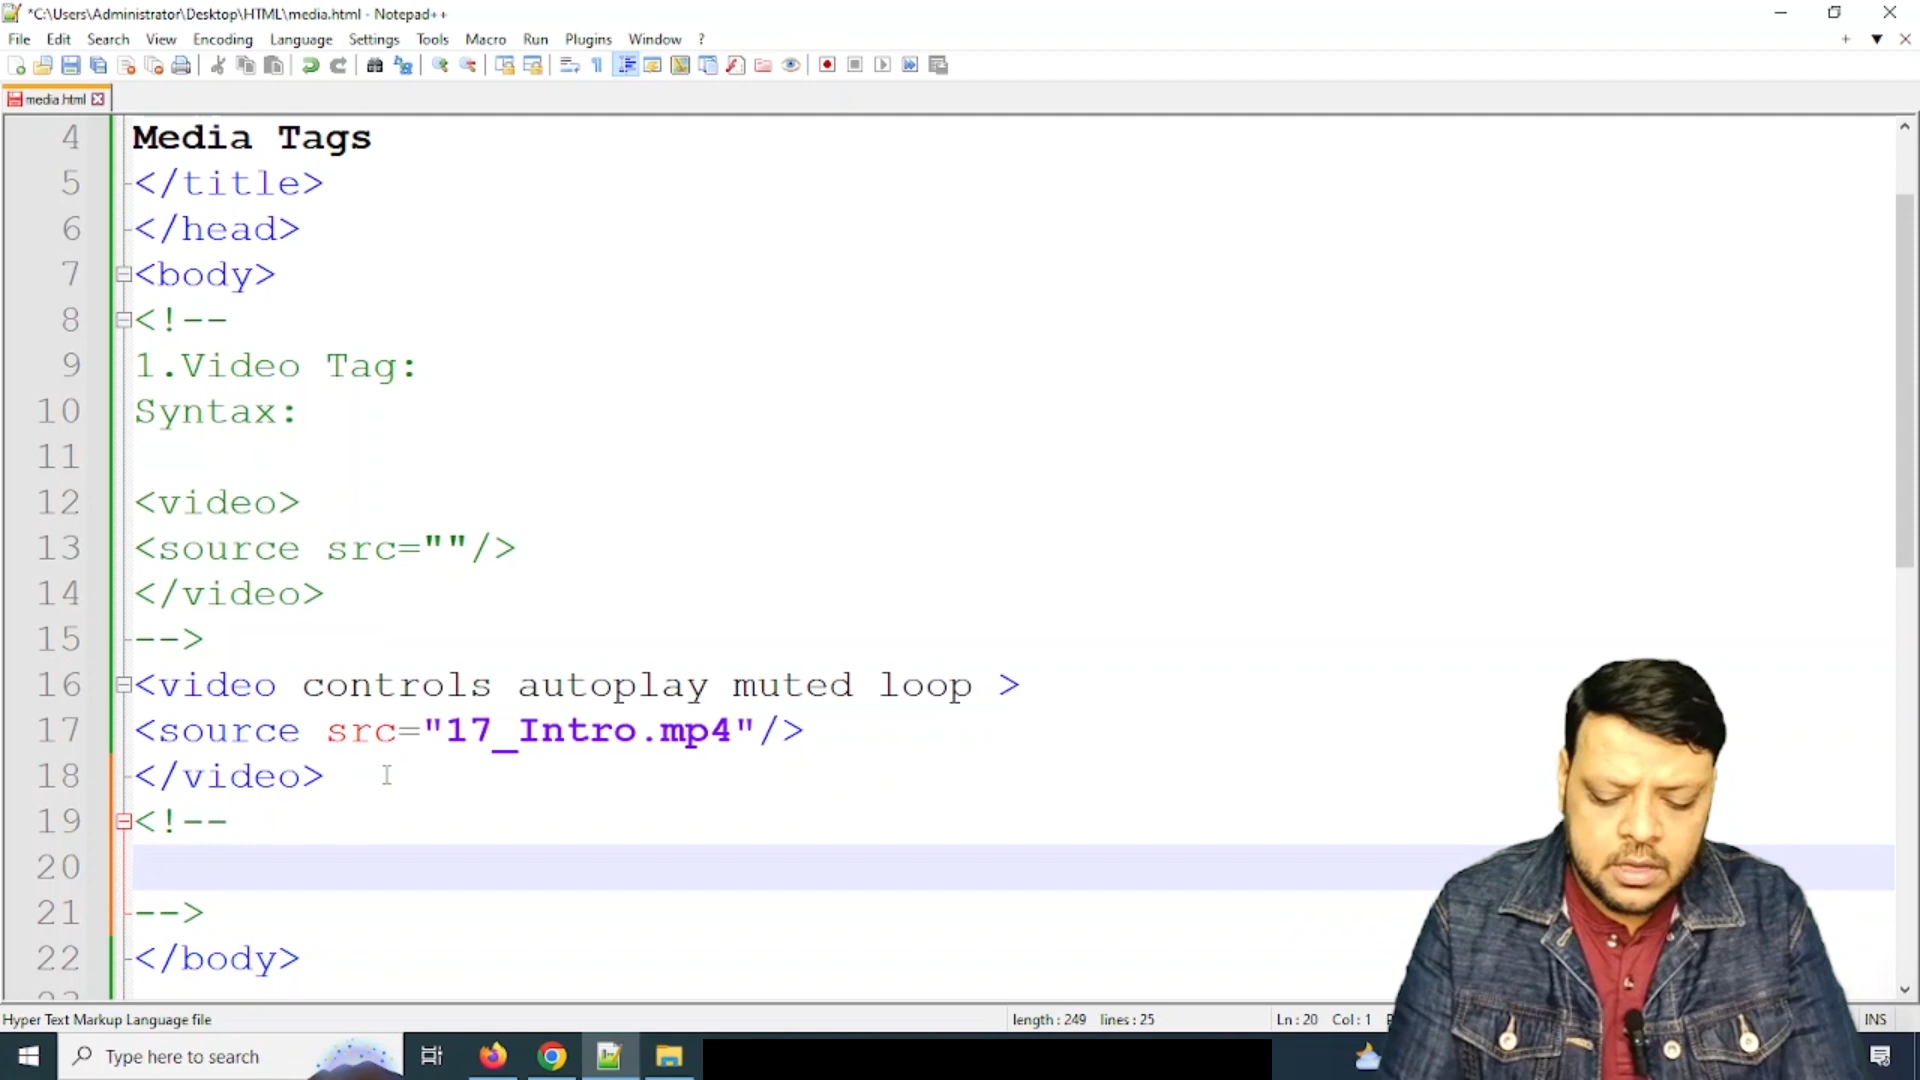 *C:\Users\Administrator\Desktop\HTML\media.html - Notepad++
File Edit Search View Encoding Language Settings Tools Macro Run Plugins Window ?
media.html
4 Media Tags
5 </title>
6 </head>
7 <body>
8 <!--
9 1.Video Tag:
10 Syntax:
11
12 <video>
13 <source src=""/>
14 </video>
15 -->
16 <video controls autoplay muted loop >
17 <source src="17_Intro.mp4"/>
18 </video>
19 <!--
20
21 -->
22 </body>
Hyper Text Markup Language file length : 249 lines : 25 Ln : 20 Col : 1 INS
Type here to search